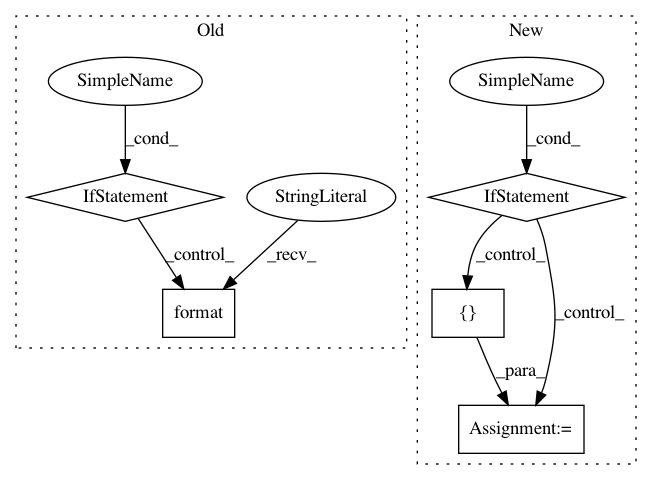 Old
New
SimpleName
SimpleName
_cond_
_cond_
IfStatement
StringLiteral
IfStatement
_control_
_recv_
_control_
_control_
format
{}
_para_
Assignment:=